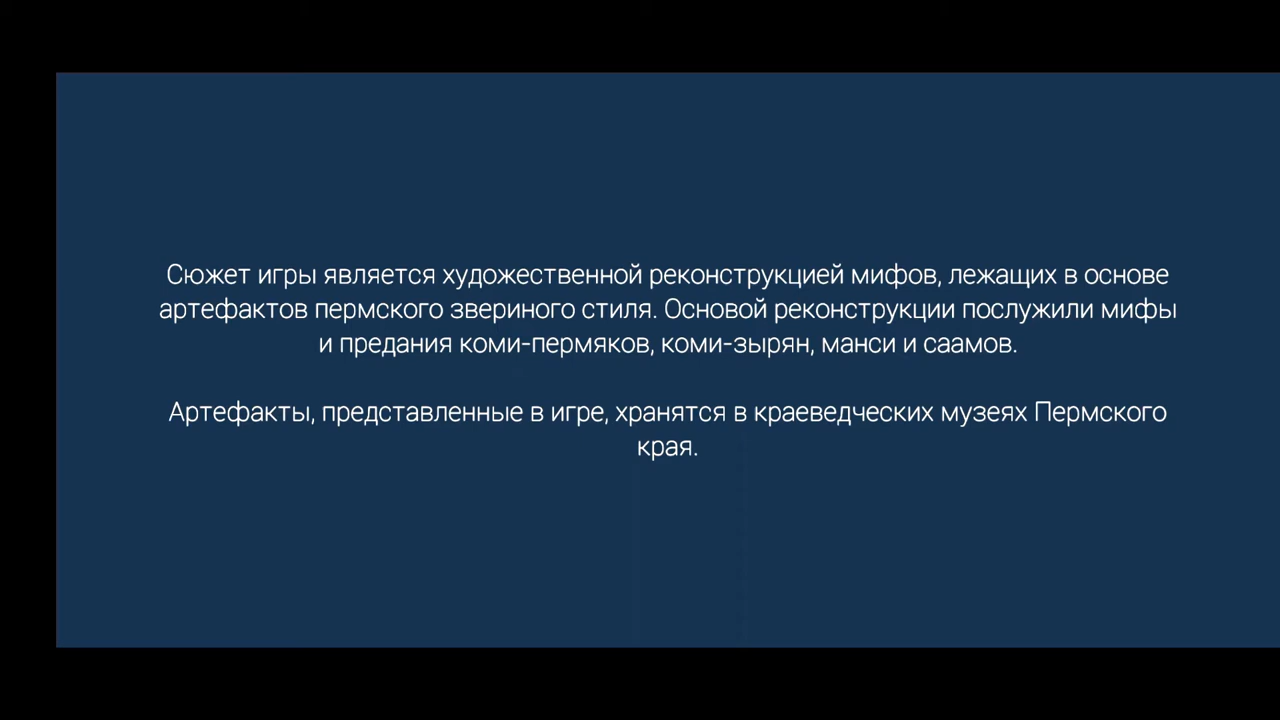 Сюжет игры является художественной реконструкцией мифов, лежащих в основе
артефактов пермского звериного стиля. Основой реконструкции послужили мифы
и предания коми-пермяков, коми-зырян, манси и саамов.
Артефакты, представленные в игре, хранятся в краеведческих музеях Пермского
края.